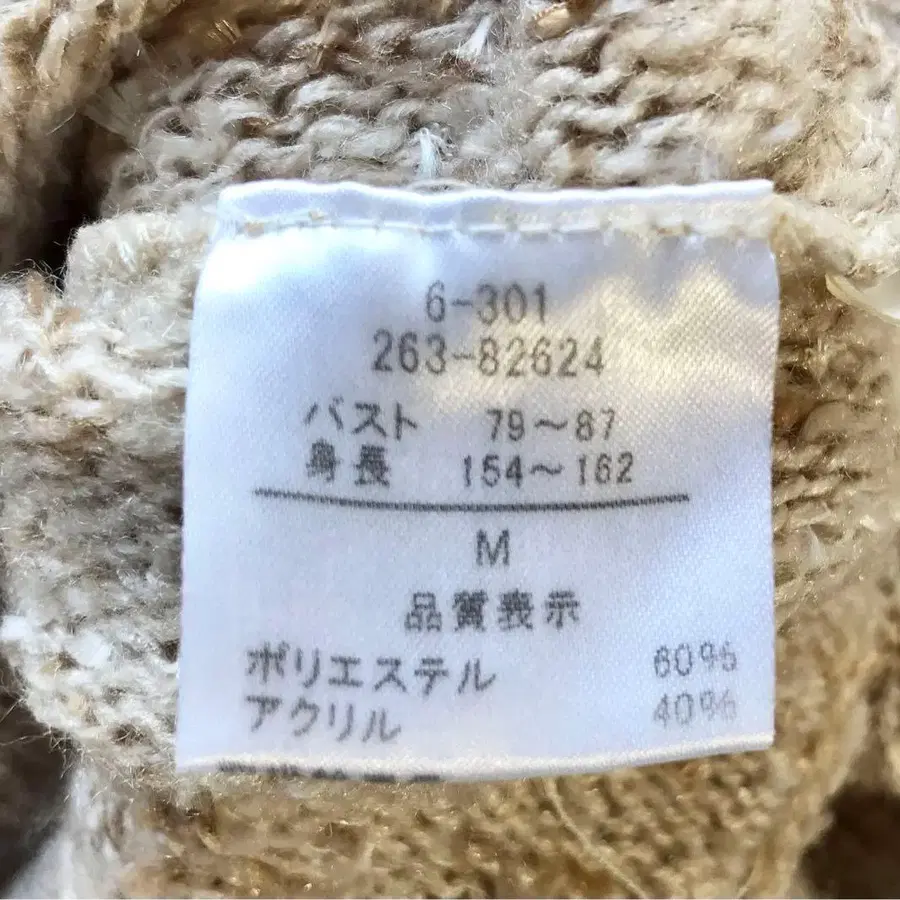 6-301
263-82624
バスト 79～87
身長 154～162
M
品質表示
ポリエステル 60%
アクリル 40%